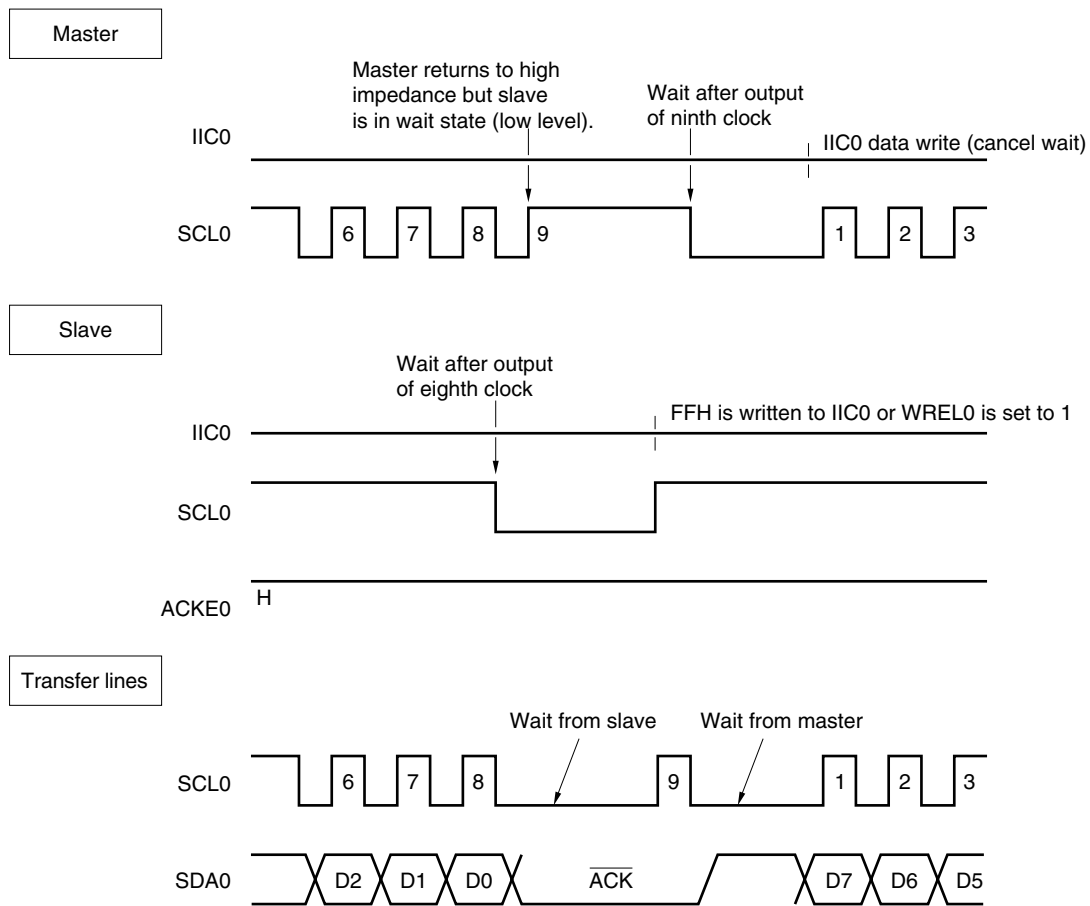 Master
Master returns to high
impedance but slave
is in wait state (low level).
Wait after output
of ninth clock
IIC0
IIC0 data write (cancel wait)
SCL0
6 7 8 9 1 2 3
Slave
Wait after output
of eighth clock
FFH is written to IIC0 or WREL0 is set to 1
IIC0
SCL0
H
ACKE0
Transfer lines
Wait from slave
Wait from master
SCL0
6 7 8 9 1 2 3
SDA0
D2 D1 D0 A̅C̅K̅ D7 D6 D5